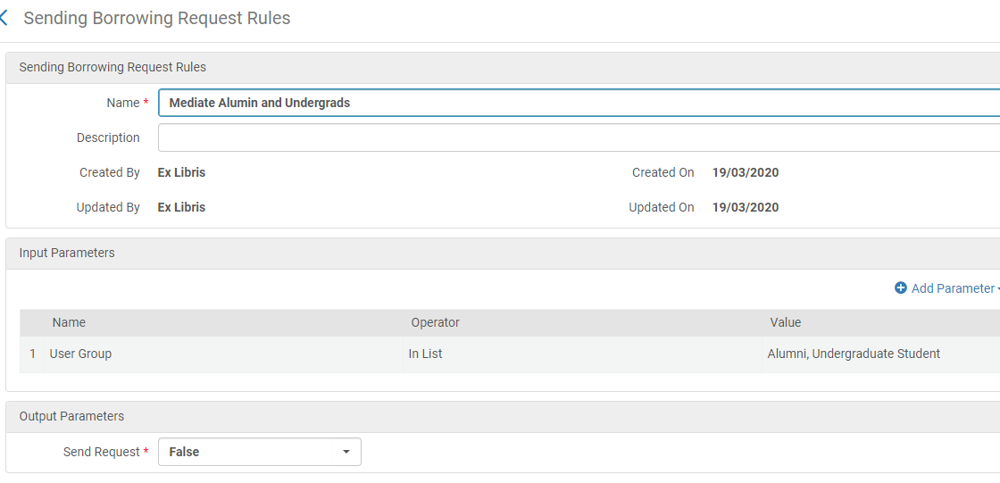 Sending Borrowing Request Rules
Sending Borrowing Request Rules
Name * Mediate Alumin and Undergrads
Description
Created By Ex Libris Created On 19/03/2020
Updated By Ex Libris Updated On 19/03/2020
Input Parameters
Add Parameter
Name Operator Value
1 User Group In List Alumni, Undergraduate Student
Output Parameters
Send Request * False